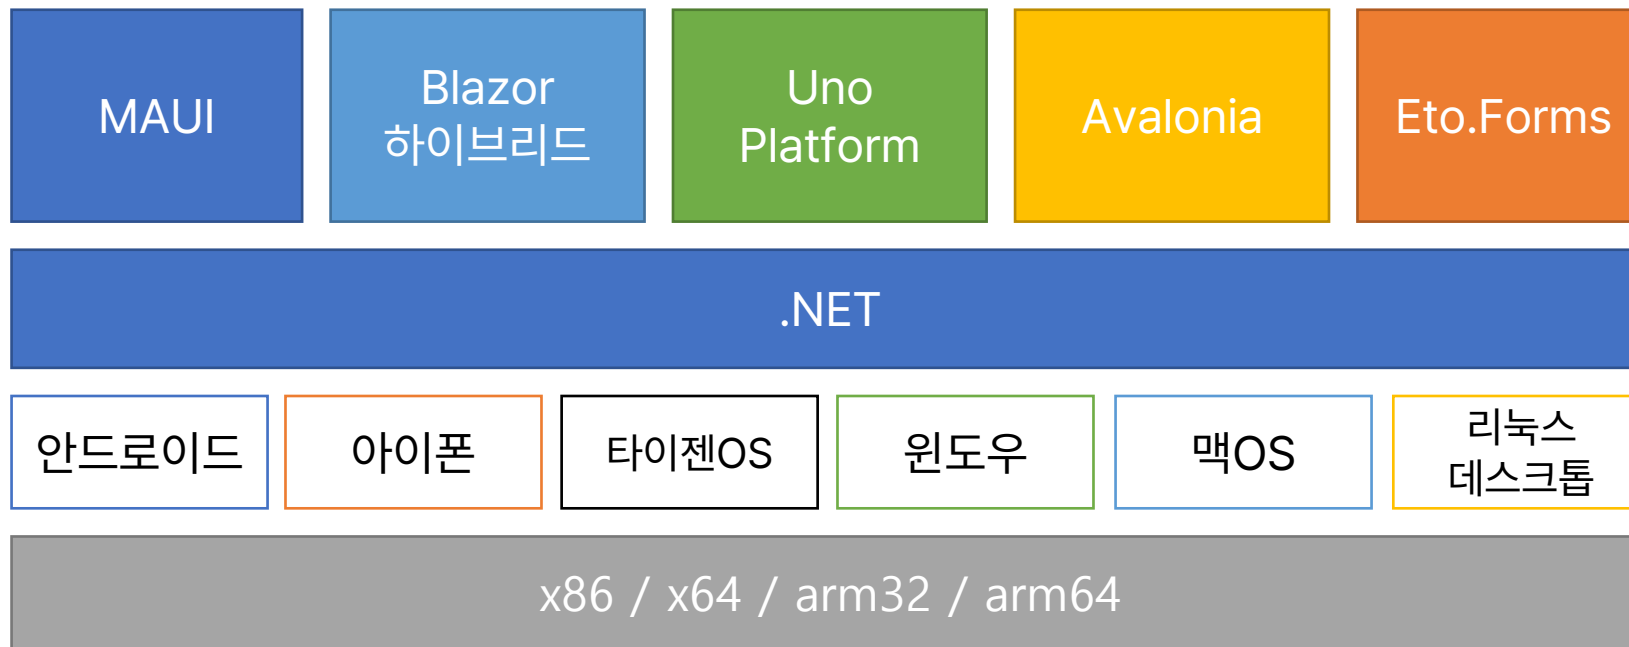 MAUI
Blazor
하이브리드
Uno
Platform
Avalonia
Eto.Forms
.NET
안드로이드
아이폰
타이젠OS
윈도우
맥OS
리눅스
데스크톱
x86 / x64 / arm32 / arm64